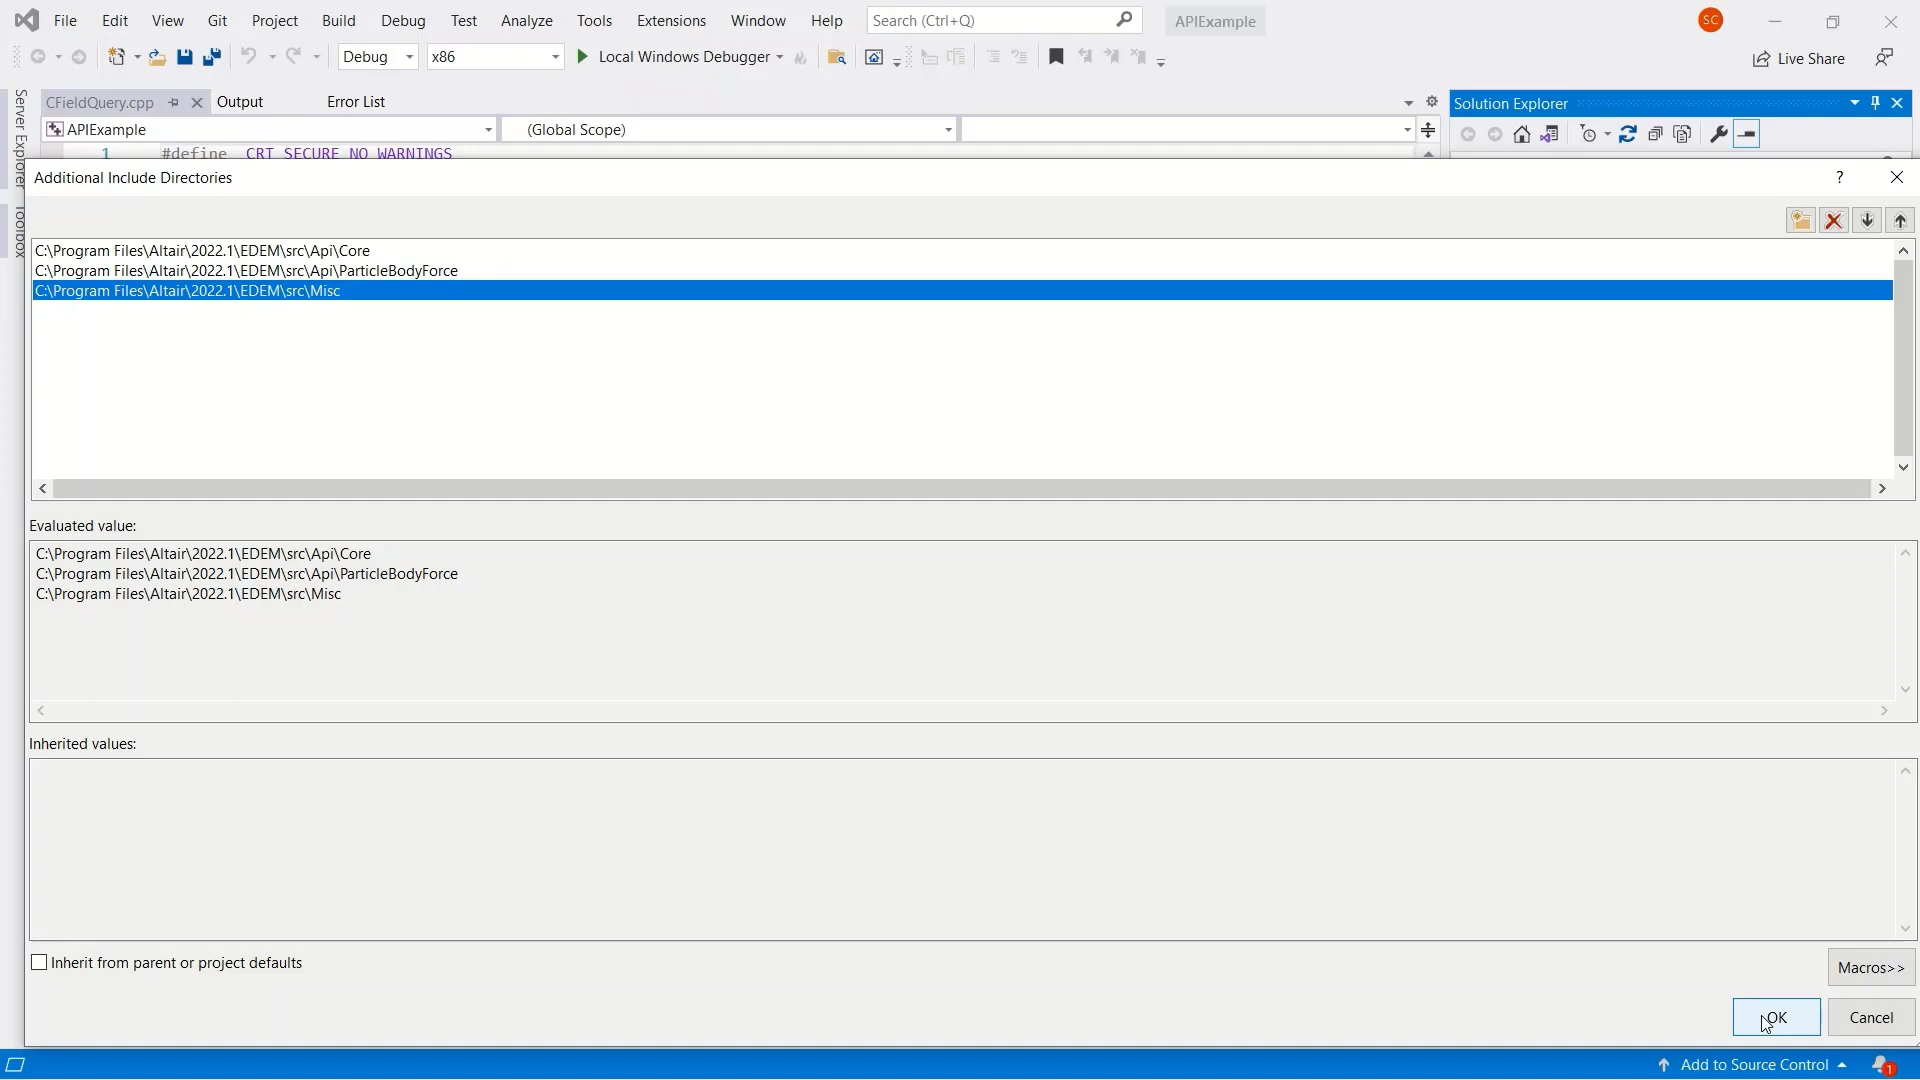 File Edit View Git Project Build Debug Test Analyze Tools Extensions Window Help Search (Ctrl+Q) APIExample SC
Debug x86 Local Windows Debugger Live Share
CFieldQuery.cpp Output Error List Solution Explorer
APIExample (Global Scope)
1 #define _CRT_SECURE_NO_WARNINGS
Server Explorer
Toolbox
Additional Include Directories ?
C:\Program Files\Altair\2022.1\EDEM\src\Api\Core
C:\Program Files\Altair\2022.1\EDEM\src\Api\ParticleBodyForce
C:\Program Files\Altair\2022.1\EDEM\src\Misc
Evaluated value:
C:\Program Files\Altair\2022.1\EDEM\src\Api\Core
C:\Program Files\Altair\2022.1\EDEM\src\Api\ParticleBodyForce
C:\Program Files\Altair\2022.1\EDEM\src\Misc
Inherited values:
Inherit from parent or project defaults
Macros>>
OK Cancel
Add to Source Control 1